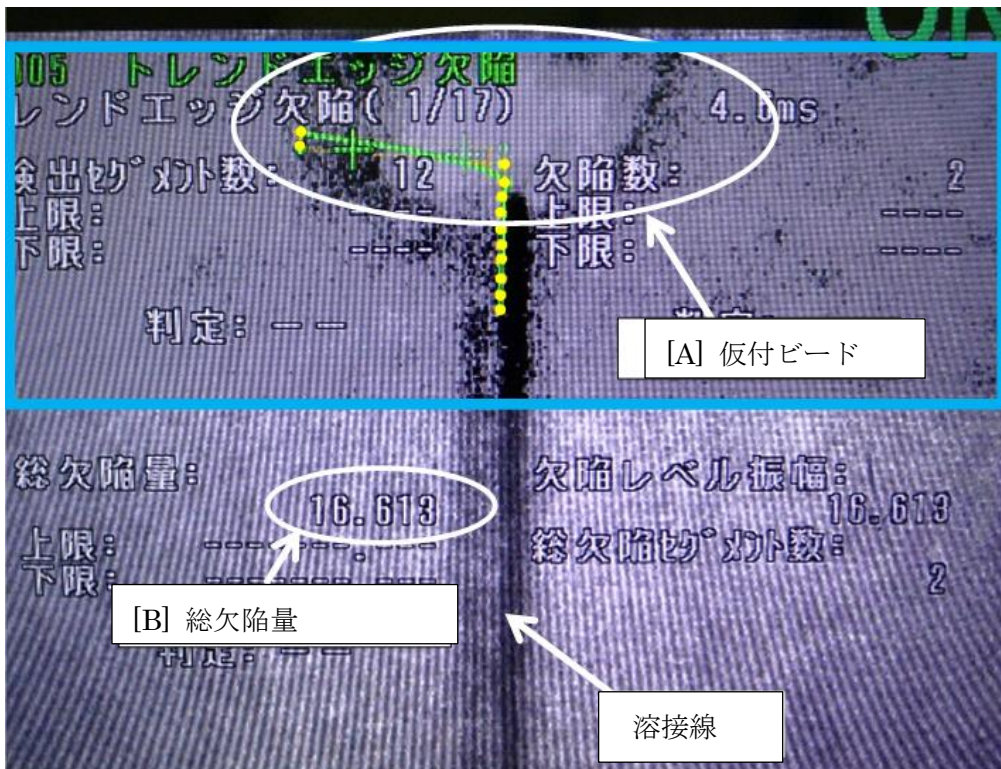 005 トレンドエッジ欠陥
レンドエッジ欠陥( 1/17) 4.6ms
検出セグメント数: 12 欠陥数: 2
上限: ---- 上限: ----
下限: ---- 下限: ----
判定:--
[A] 仮付ビード
総欠陥量: 欠陥レベル振幅:
16.613 16.613
上限: -------.--- 総欠陥セグメント数:
下限: -------.--- 2
[B] 総欠陥量
判定:--
溶接線